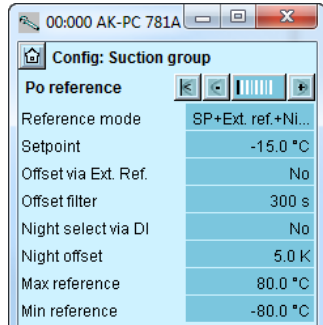 00:000 AK-PC 781A
Config: Suction group
Po reference
Reference mode SP+Ext. ref.+Ni...
Setpoint -15.0 °C
Offset via Ext. Ref. No
Offset filter 300 s
Night select via DI No
Night offset 5.0 K
Max reference 80.0 °C
Min reference -80.0 °C